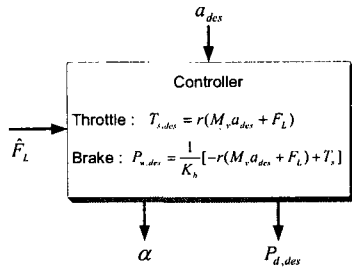 a_des
Controller
Throttle : T_s,des = r(M_v a_des + F_L)
F̂_L
Brake : P_w,des = 1/K_b [-r(M_v a_des + F_L) + T_s]
α
P_d,des